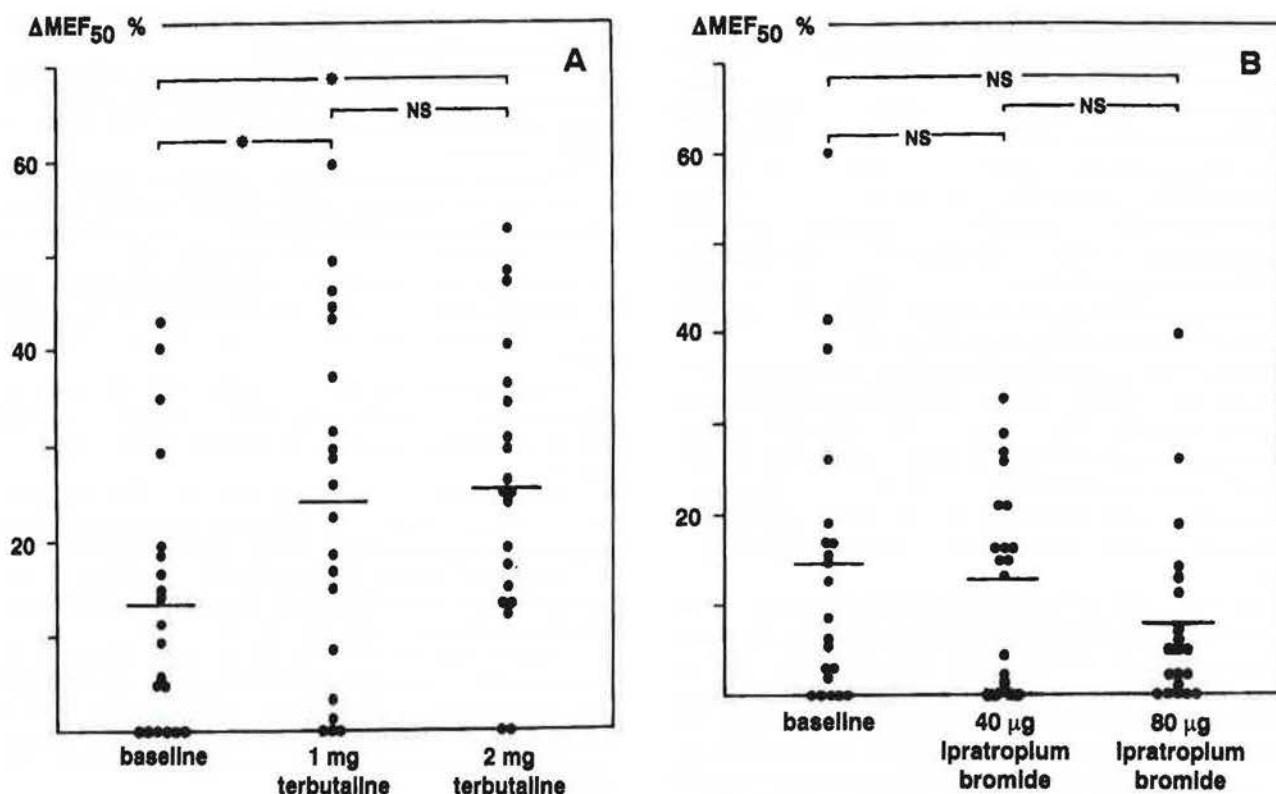 ΔMEF50 %
A
*
NS
*
60
40
20
baseline
1 mg
terbutaline
2 mg
terbutaline
ΔMEF50 %
B
NS
NS
NS
60
40
20
baseline
40 μg
Ipratropium
bromide
80 μg
Ipratropium
bromide